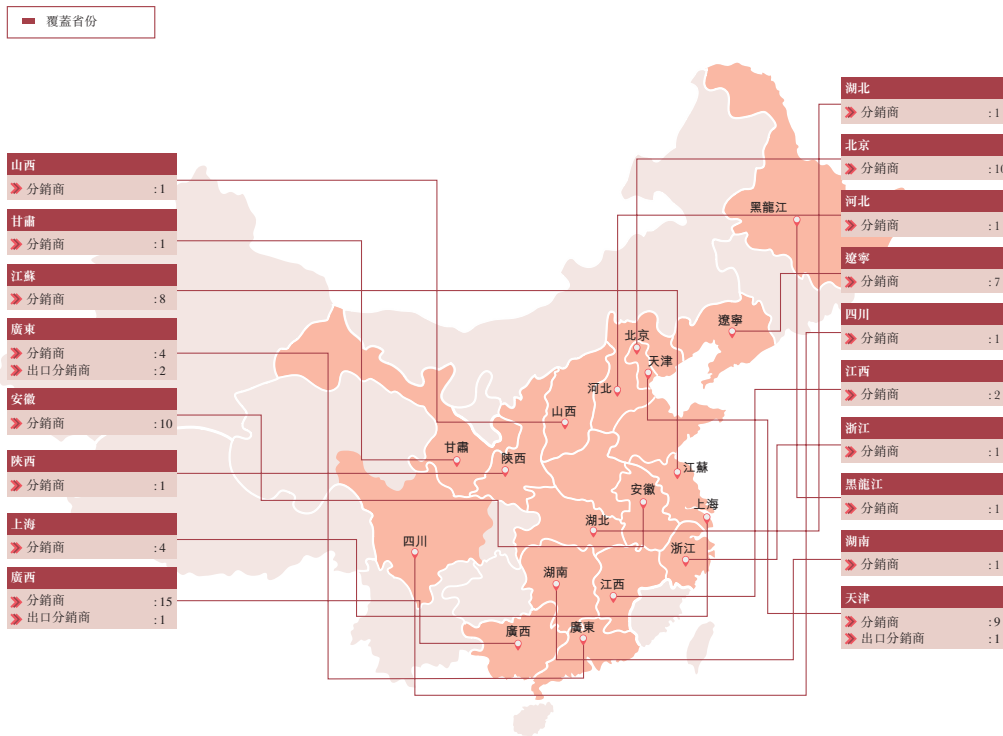 覆蓋省份
山西
分銷商 :1
甘肅
分銷商 :1
江蘇
分銷商 :8
廣東
分銷商 :4
出口分銷商 :2
安徽
分銷商 :10
陝西
分銷商 :1
上海
分銷商 :4
廣西
分銷商 :15
出口分銷商 :1
黑龍江
遼寧
北京
天津
河北
山西
甘肅
陝西
江蘇
安徽
上海
湖北
四川
浙江
湖南
江西
廣西
廣東
湖北
分銷商 :1
北京
分銷商 :10
河北
分銷商 :1
遼寧
分銷商 :7
四川
分銷商 :1
江西
分銷商 :2
浙江
分銷商 :1
黑龍江
分銷商 :1
湖南
分銷商 :1
天津
分銷商 :9
出口分銷商 :1